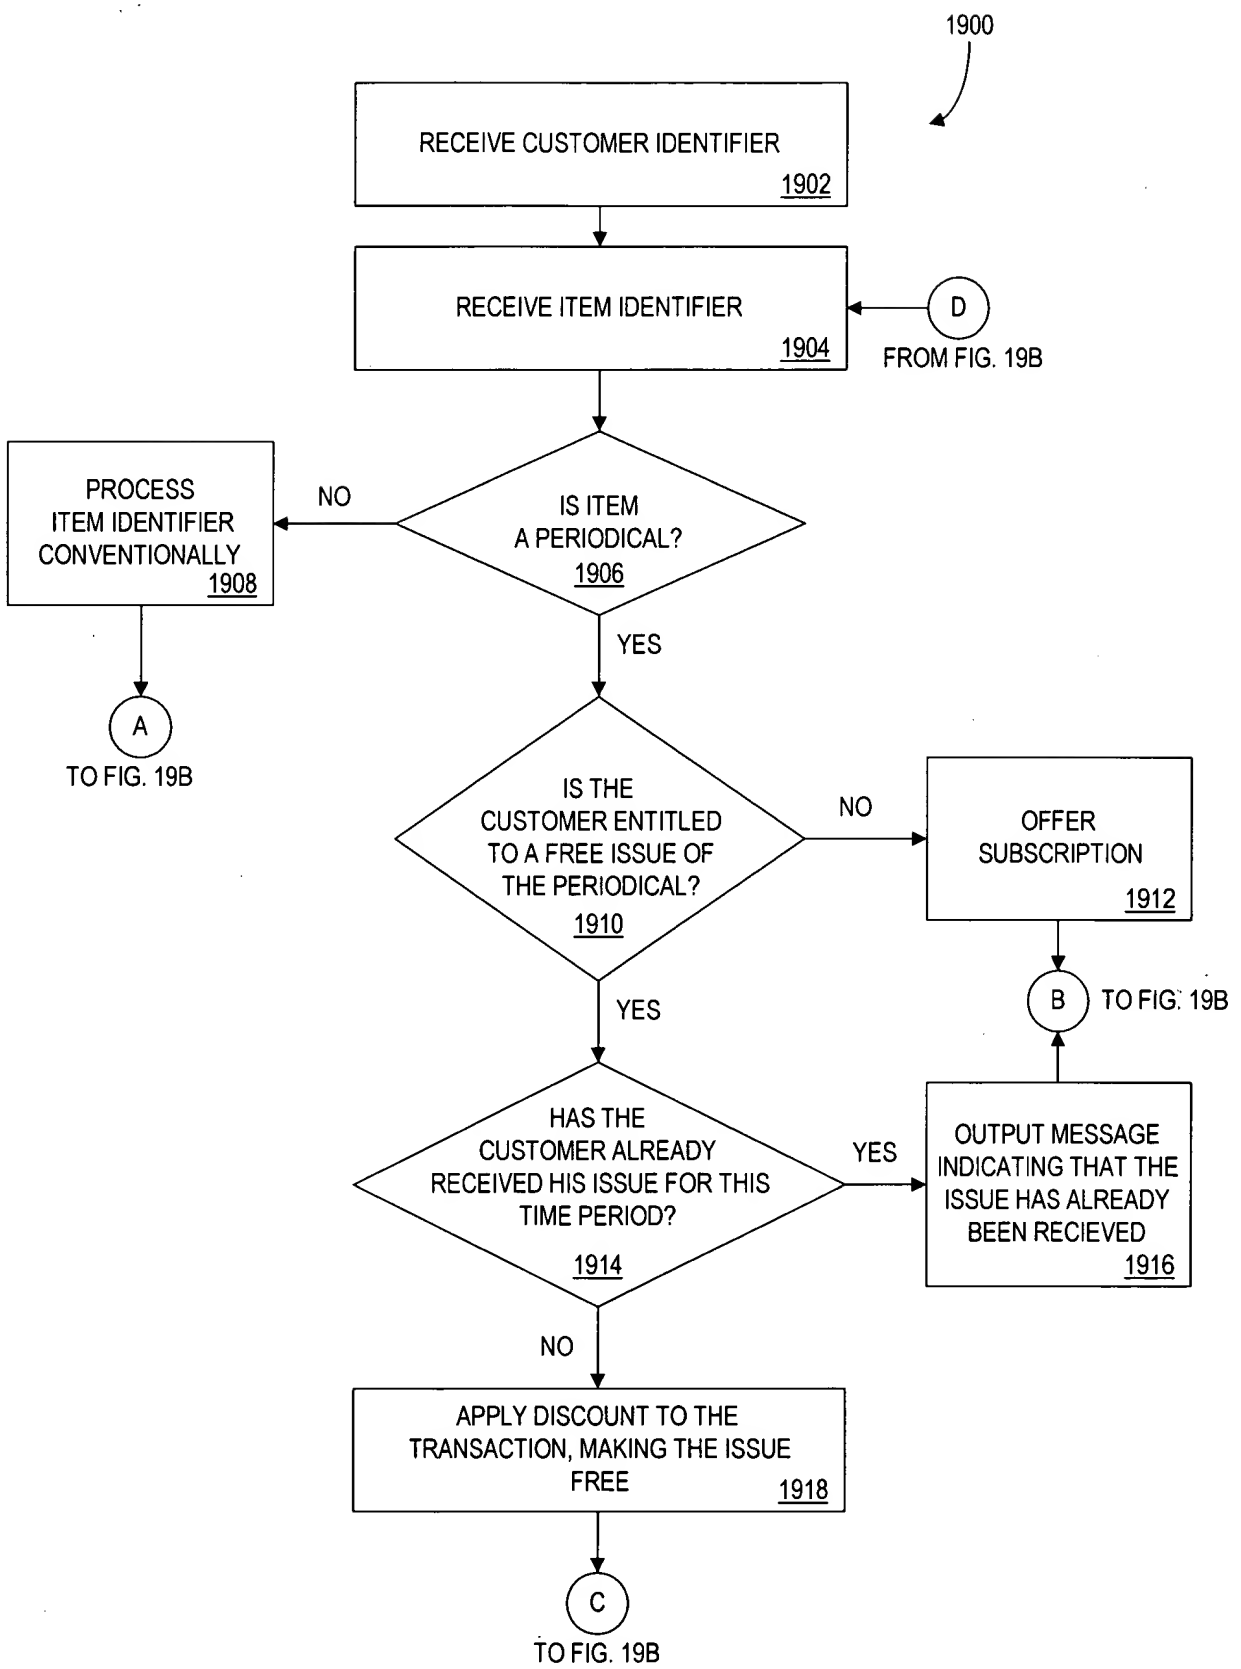 1900
RECEIVE CUSTOMER IDENTIFIER
1902
RECEIVE ITEM IDENTIFIER
1904
D
FROM FIG. 19B
IS ITEM
A PERIODICAL?
1906
NO
PROCESS
ITEM IDENTIFIER
CONVENTIONALLY
1908
A
TO FIG. 19B
YES
IS THE
CUSTOMER ENTITLED
TO A FREE ISSUE OF
THE PERIODICAL?
1910
NO
OFFER
SUBSCRIPTION
1912
B
TO FIG. 19B
YES
HAS THE
CUSTOMER ALREADY
RECEIVED HIS ISSUE FOR THIS
TIME PERIOD?
1914
YES
OUTPUT MESSAGE
INDICATING THAT THE
ISSUE HAS ALREADY
BEEN RECIEVED
1916
NO
APPLY DISCOUNT TO THE
TRANSACTION, MAKING THE ISSUE
FREE
1918
C
TO FIG. 19B